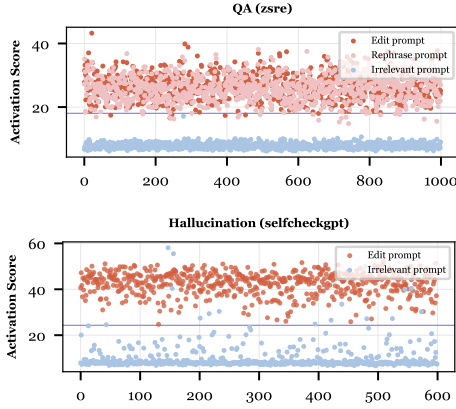 QA (zsre)
Edit prompt
Rephrase prompt
Irrelevant prompt
Activation Score
40
20
0 200 400 600 800 1000
Hallucination (selfcheckgpt)
Edit prompt
Irrelevant prompt
Activation Score
60
40
20
0 100 200 300 400 500 600